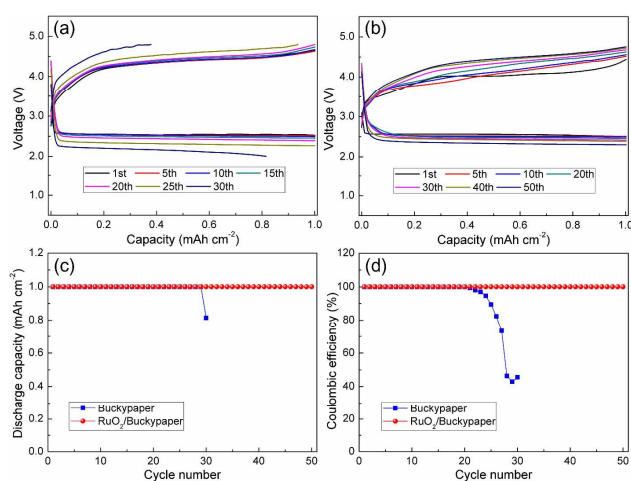 (a)
5.0
4.0
3.0
2.0
1.0
Voltage (V)
1st 5th 10th 15th
20th 25th 30th
0.0 0.2 0.4 0.6 0.8 1.0
Capacity (mAh cm-2)
(b)
5.0
4.0
3.0
2.0
1.0
Voltage (V)
1st 5th 10th 20th
30th 40th 50th
0.0 0.2 0.4 0.6 0.8 1.0
Capacity (mAh cm-2)
(c)
1.2
1.0
0.8
0.6
0.4
0.2
0.0
Discharge capacity (mAh cm-2)
Buckypaper
RuO2/Buckypaper
0 10 20 30 40 50
Cycle number
(d)
120
100
80
60
40
20
0
Coulombic efficiency (%)
Buckypaper
RuO2/Buckypaper
0 10 20 30 40 50
Cycle number